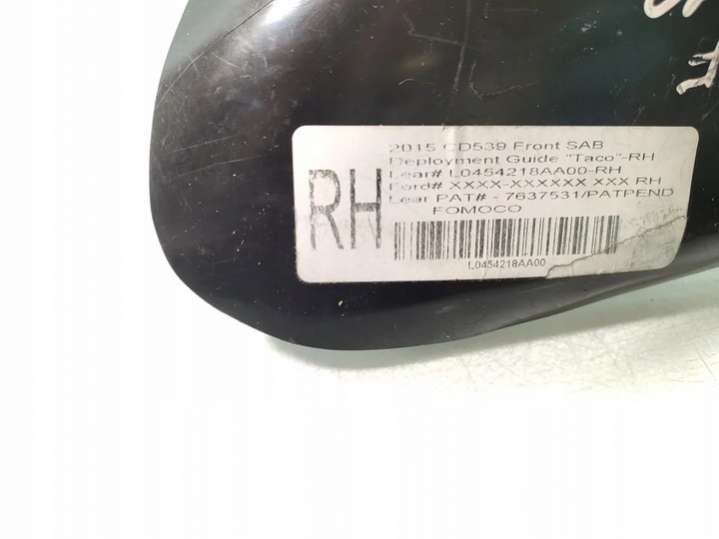 RH
2015 CD539 Front SAB
Deployment Guide "Taco"-RH
Lear# L0454218AA00-RH
Ford# XXXX-XXXXXX XXX RH
Lear PAT# - 7637531/PATPEND
FOMOCO
L0454218AA00